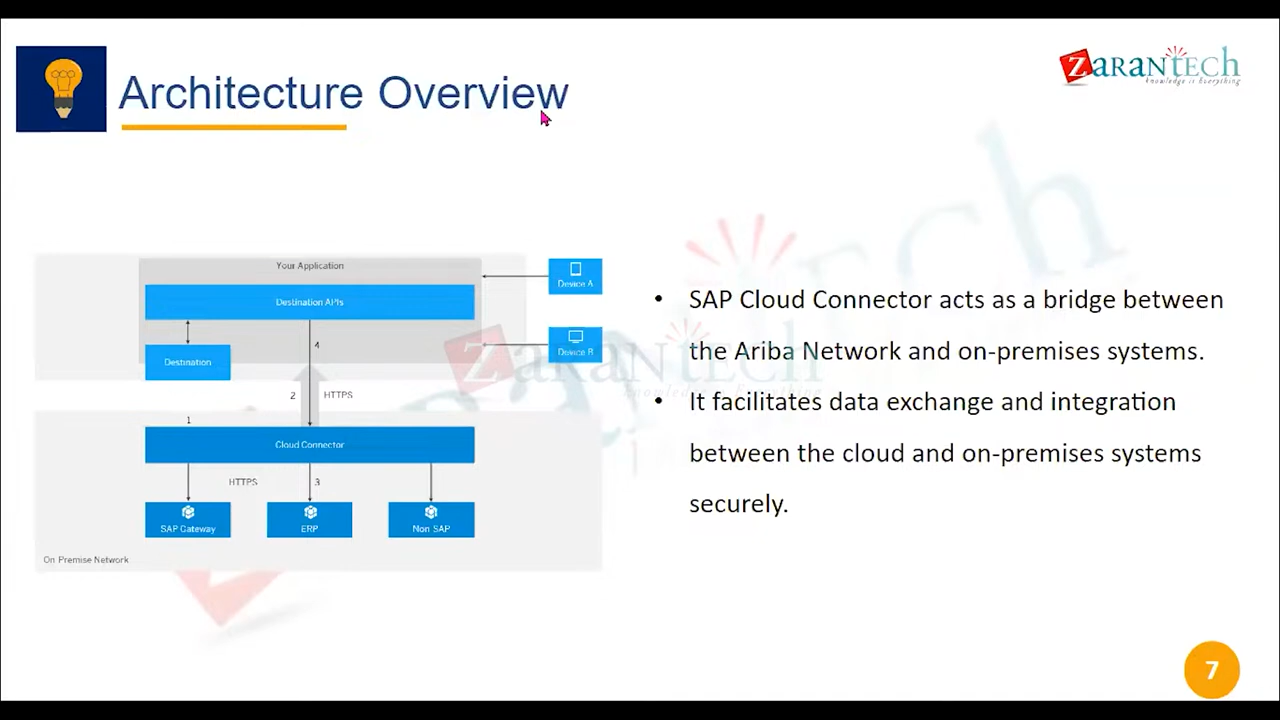 Architecture Overview
ZARANTECH
Knowledge is Everything
Your Application
Destination APIs
Device A
4
Device B
Destination
2
HTTPS
1
Cloud Connector
HTTPS
3
SAP Gateway
ERP
Non SAP
On Premise Network
• SAP Cloud Connector acts as a bridge between
the Ariba Network and on-premises systems.
• It facilitates data exchange and integration
between the cloud and on-premises systems
securely.
ZARANTECH
7